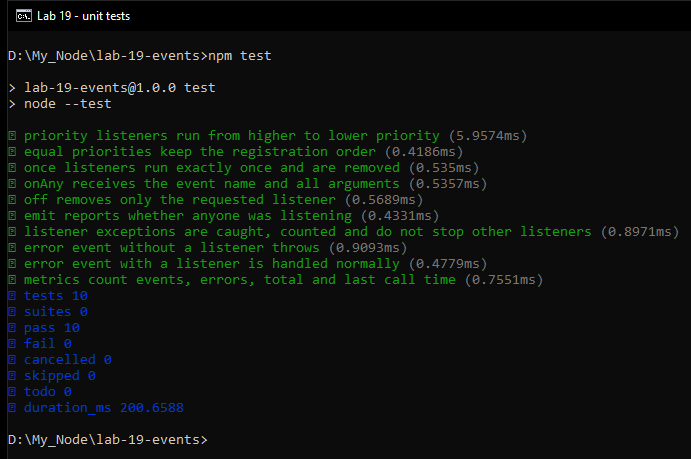 Lab 19 - unit tests
D:\My_Node\lab-19-events>npm test
> lab-19-events@1.0.0 test
> node --test
priority listeners run from higher to lower priority (5.9574ms)
equal priorities keep the registration order (0.4186ms)
once listeners run exactly once and are removed (0.535ms)
onAny receives the event name and all arguments (0.5357ms)
off removes only the requested listener (0.5689ms)
emit reports whether anyone was listening (0.4331ms)
listener exceptions are caught, counted and do not stop other listeners (0.8971ms)
error event without a listener throws (0.9093ms)
error event with a listener is handled normally (0.4779ms)
metrics count events, errors, total and last call time (0.7551ms)
tests 10
suites 0
pass 10
fail 0
cancelled 0
skipped 0
todo 0
duration_ms 200.6588
D:\My_Node\lab-19-events>